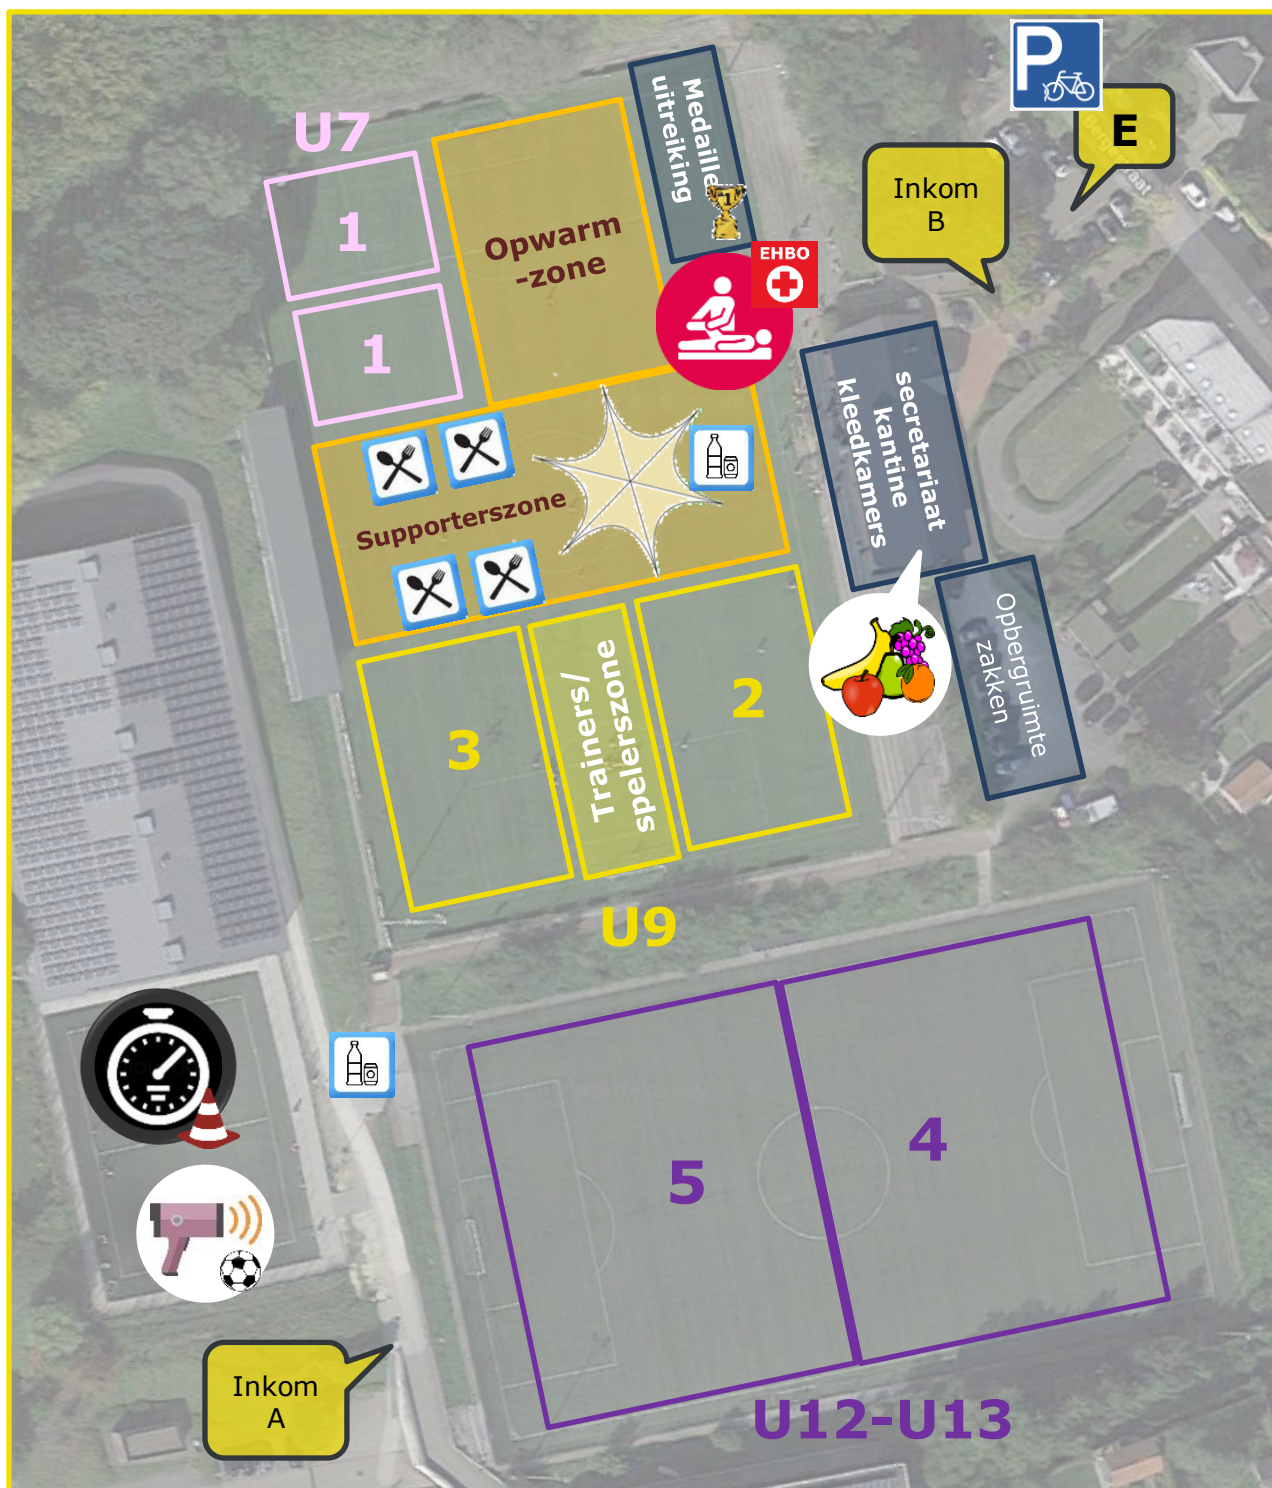 P
E
Inkom
B
U7
Medaille
uitreiking
1
Opwarm
-zone
EHBO
1
1
secretariaat
kantine
kleedkamers
Supporterszone
Opbergruimte
zakken
Trainers/
spelerszone
2
3
U9
4
5
Inkom
A
U12-U13